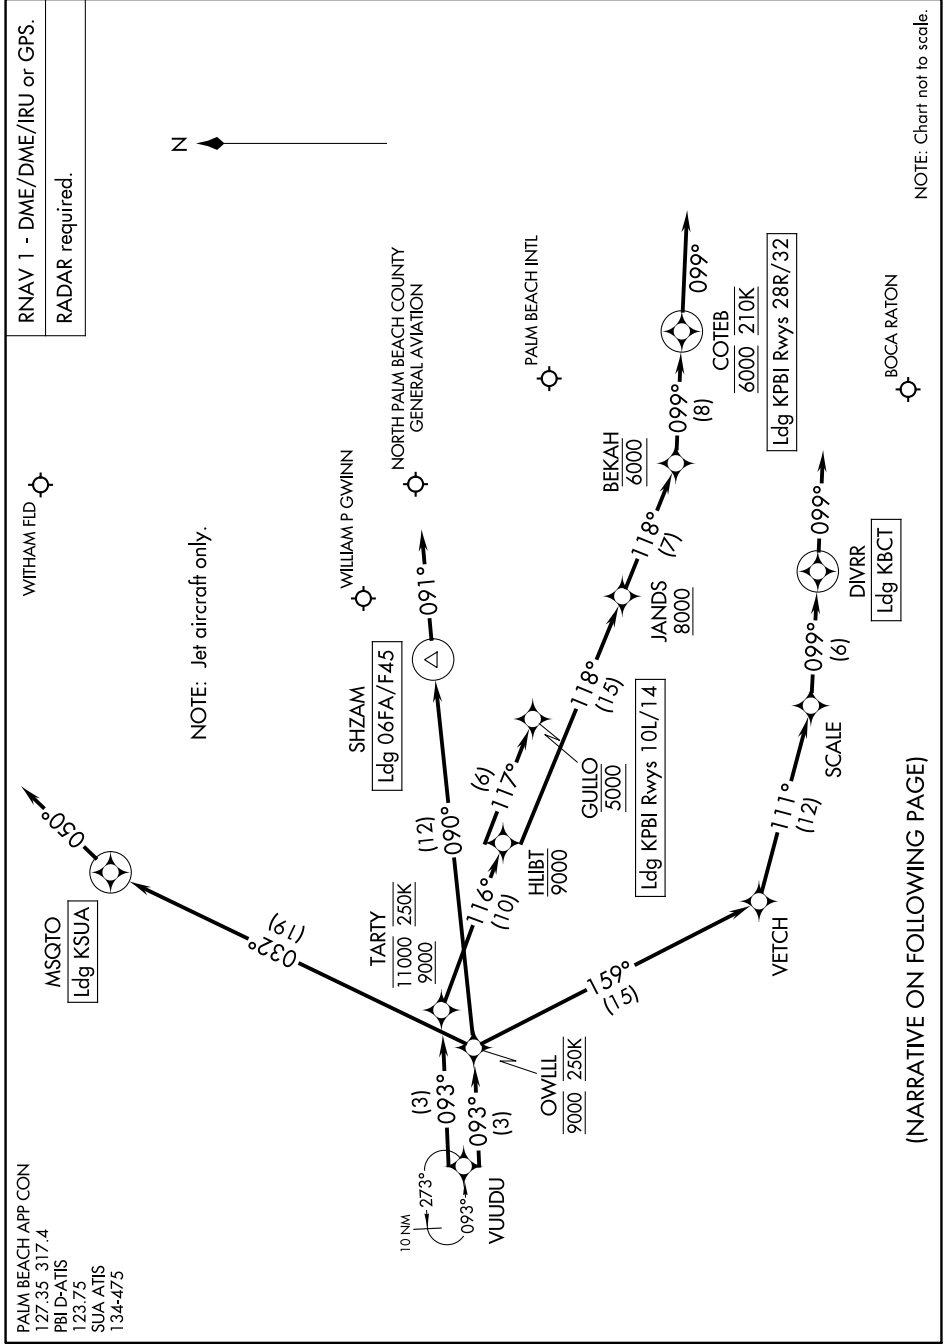 RNAV 1 - DME/DME/IRU or GPS.
RADAR required.
PALM BEACH APP CON
127.35 317.4
PBI D-ATIS
123.75
SUA ATIS
134-475
N
NOTE: Jet aircraft only.
WITHAM FLD
WILLIAM P GWINN
NORTH PALM BEACH COUNTY
GENERAL AVIATION
PALM BEACH INTL
BOCA RATON
MSQTO
Ldg KSUA
050°
032°
(19)
SHZAM
Ldg 06FA/F45
091°
(12)
090°
TARTY
11000 250K
9000
116°
(10)
HLIBT
9000
(6)
117°
GULLO
5000
Ldg KPBI Rwys 10L/14
118°
(15)
JANDS
8000
118°
(7)
BEKAH
6000
099°
(8)
COTEB
6000 210K
Ldg KPBI Rwys 28R/32
099°
10 NM
273°
093°
VUUDU
(3)
093°
093°
(3)
OWLLL
9000 250K
159°
(15)
VETCH
111°
(12)
SCALE
099°
(6)
DIVRR
Ldg KBCT
099°
(NARRATIVE ON FOLLOWING PAGE)
NOTE: Chart not to scale.